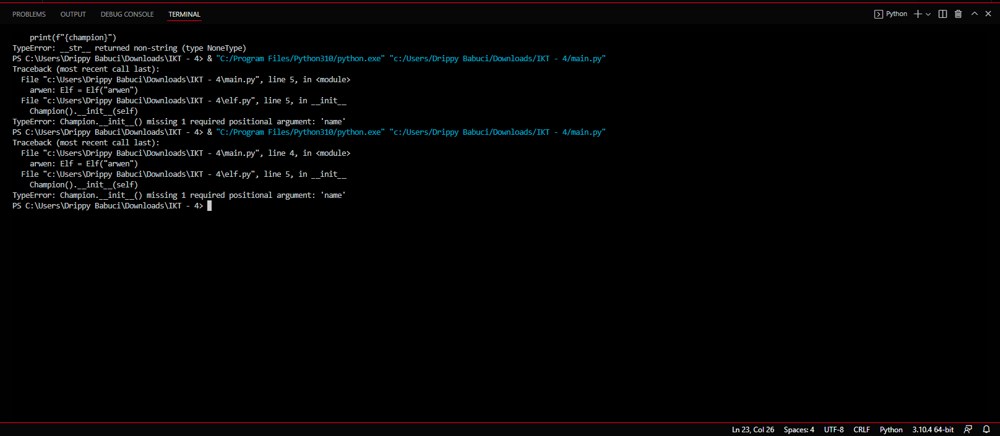 PROBLEMS OUTPUT DEBUG CONSOLE TERMINAL Python
print(f"{champion}")
TypeError: __str__ returned non-string (type NoneType)
PS C:\Users\Drippy Babuci\Downloads\IKT - 4> & "C:/Program Files/Python310/python.exe" "c:/Users/Drippy Babuci/Downloads/IKT - 4/main.py"
Traceback (most recent call last):
File "c:\Users\Drippy Babuci\Downloads\IKT - 4\main.py", line 5, in <module>
arwen: Elf = Elf("arwen")
File "c:\Users\Drippy Babuci\Downloads\IKT - 4\elf.py", line 5, in __init__
Champion().__init__(self)
TypeError: Champion.__init__() missing 1 required positional argument: 'name'
PS C:\Users\Drippy Babuci\Downloads\IKT - 4> & "C:/Program Files/Python310/python.exe" "c:/Users/Drippy Babuci/Downloads/IKT - 4/main.py"
Traceback (most recent call last):
File "c:\Users\Drippy Babuci\Downloads\IKT - 4\main.py", line 4, in <module>
arwen: Elf = Elf("arwen")
File "c:\Users\Drippy Babuci\Downloads\IKT - 4\elf.py", line 5, in __init__
Champion().__init__(self)
TypeError: Champion.__init__() missing 1 required positional argument: 'name'
PS C:\Users\Drippy Babuci\Downloads\IKT - 4>
Ln 23, Col 26 Spaces: 4 UTF-8 CRLF Python 3.10.4 64-bit